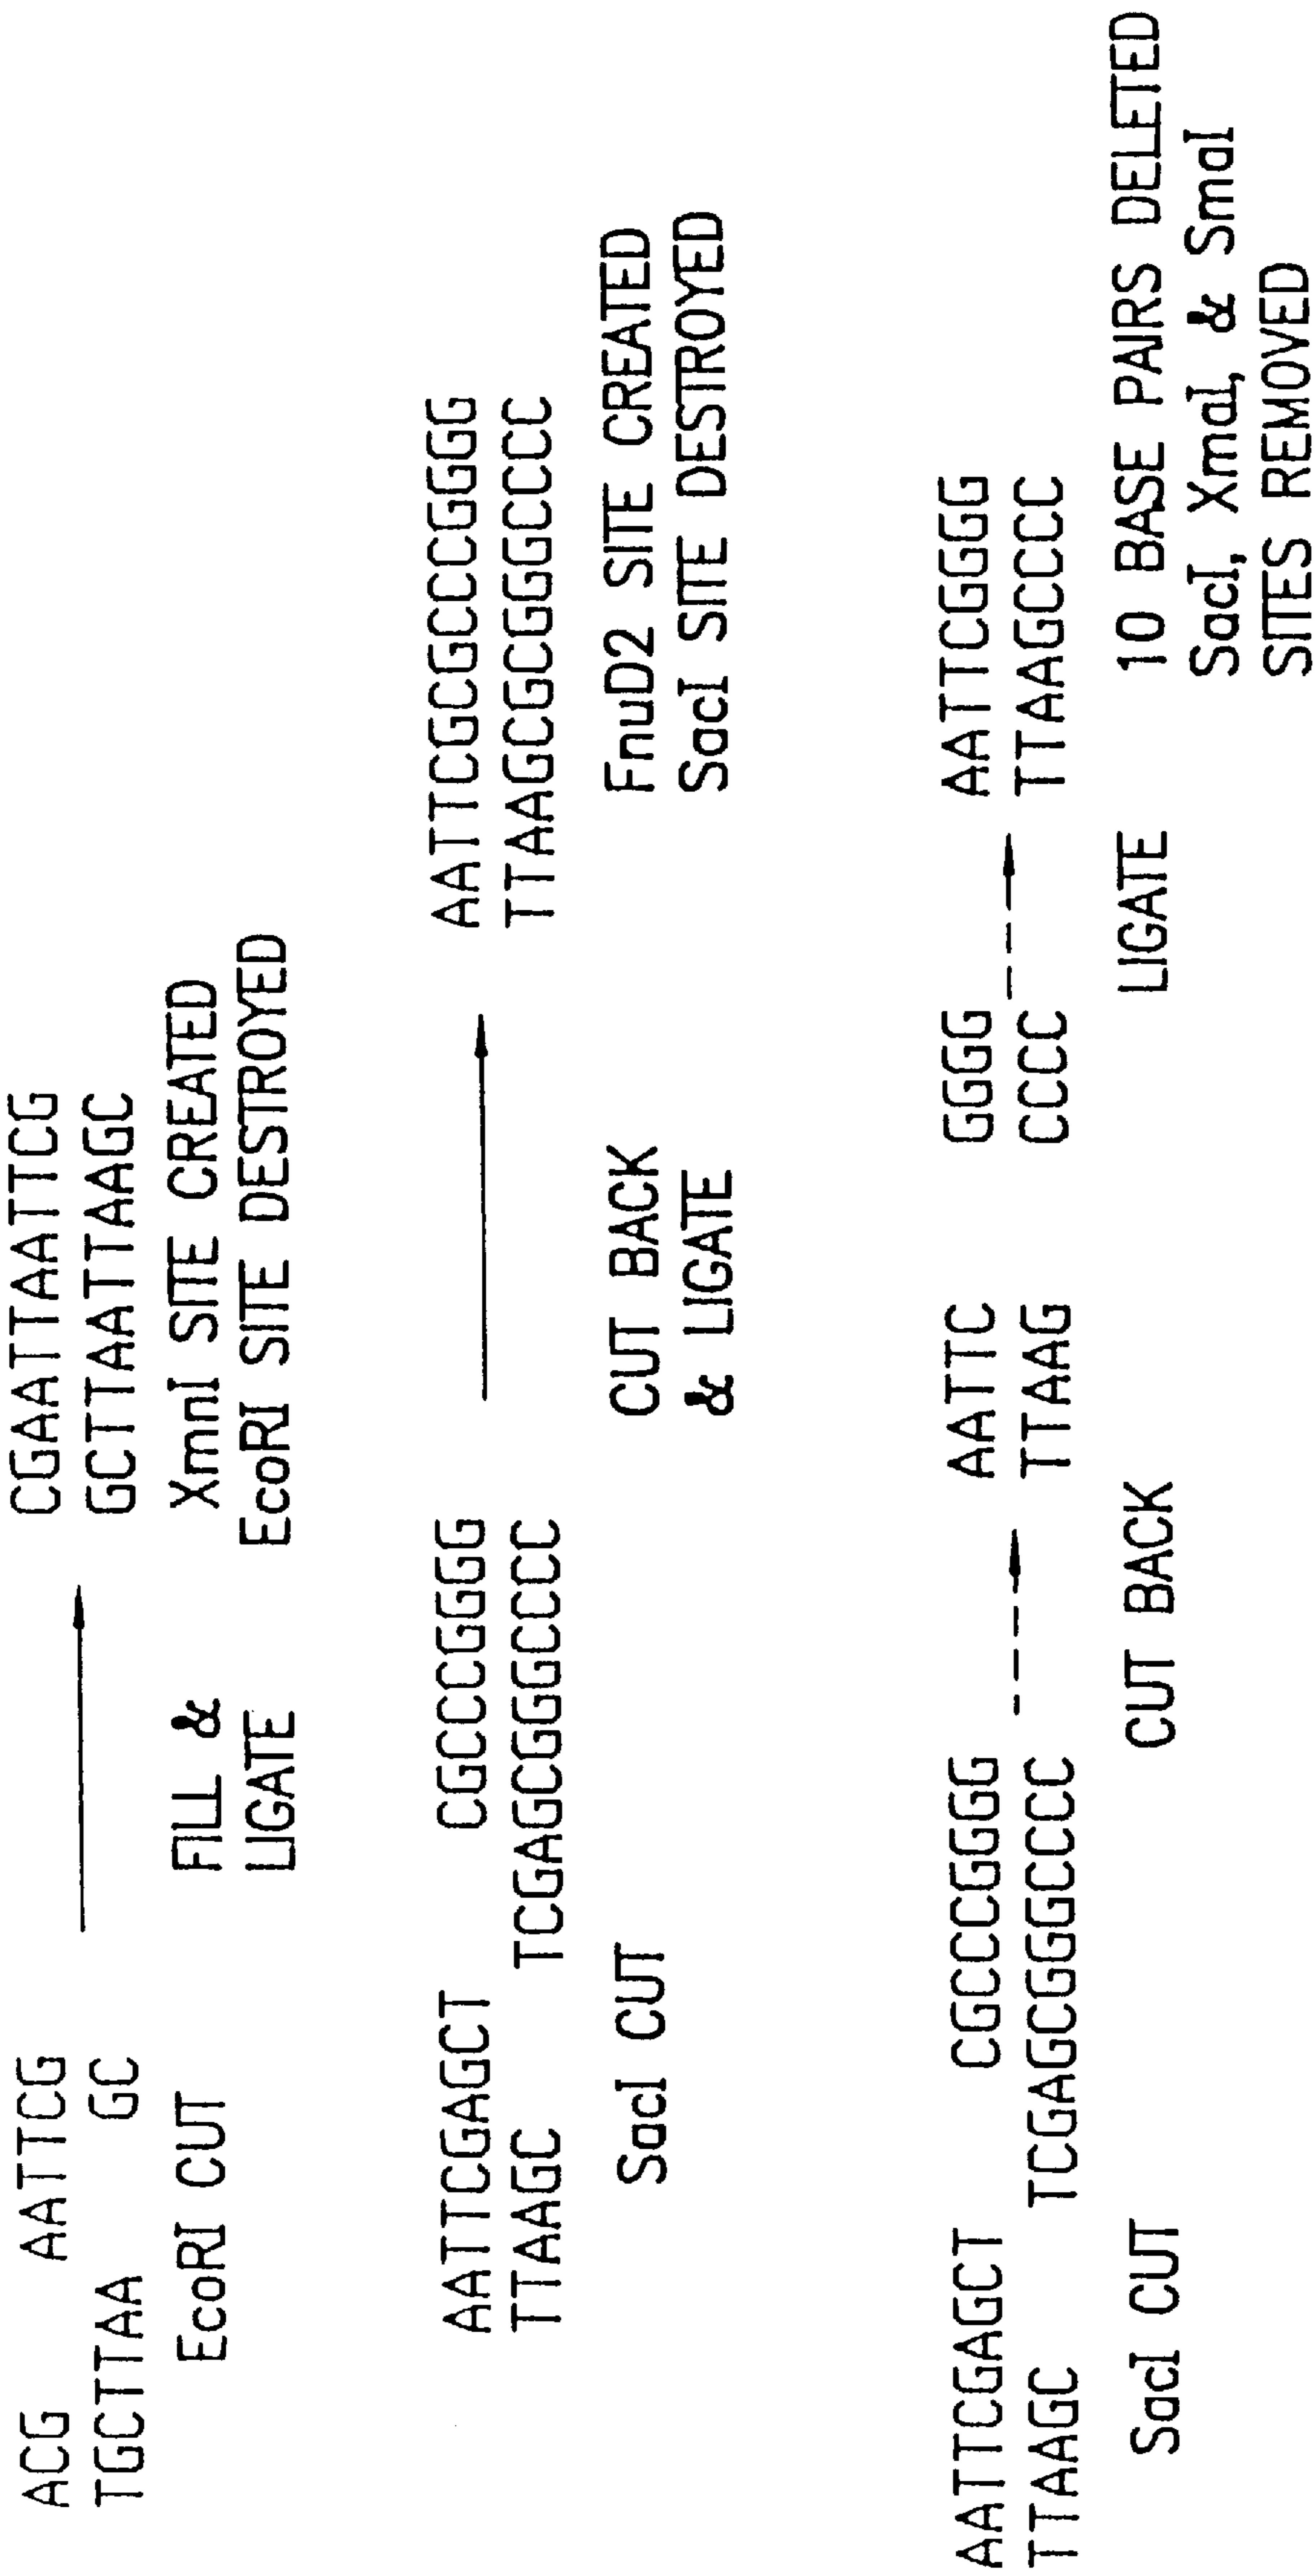 ACG AATTCG CGAATTAATTCG
TGCTTAA GC GCTTAATTAAGC
EcoRI CUT FILL & XmnI SITE CREATED
LIGATE EcoRI SITE DESTROYED
AATTCGAGCT CGCCCGGGG AATTCGCGCCCGGGG
TTAAGC TCGAGCGGGCCCC TTAAGCGCGGGCCCC
SacI CUT CUT BACK FnuD2 SITE CREATED
& LIGATE SacI SITE DESTROYED
AATTCGAGCT CGCCCGGGG AATTC GGGG AATTCGGGG
TTAAGC TCGAGCGGGCCCC TTAAG CCCC TTAAGCCCC
SacI CUT CUT BACK LIGATE 10 BASE PAIRS DELETED
SacI, XmaI, & SmaI
SITES REMOVED